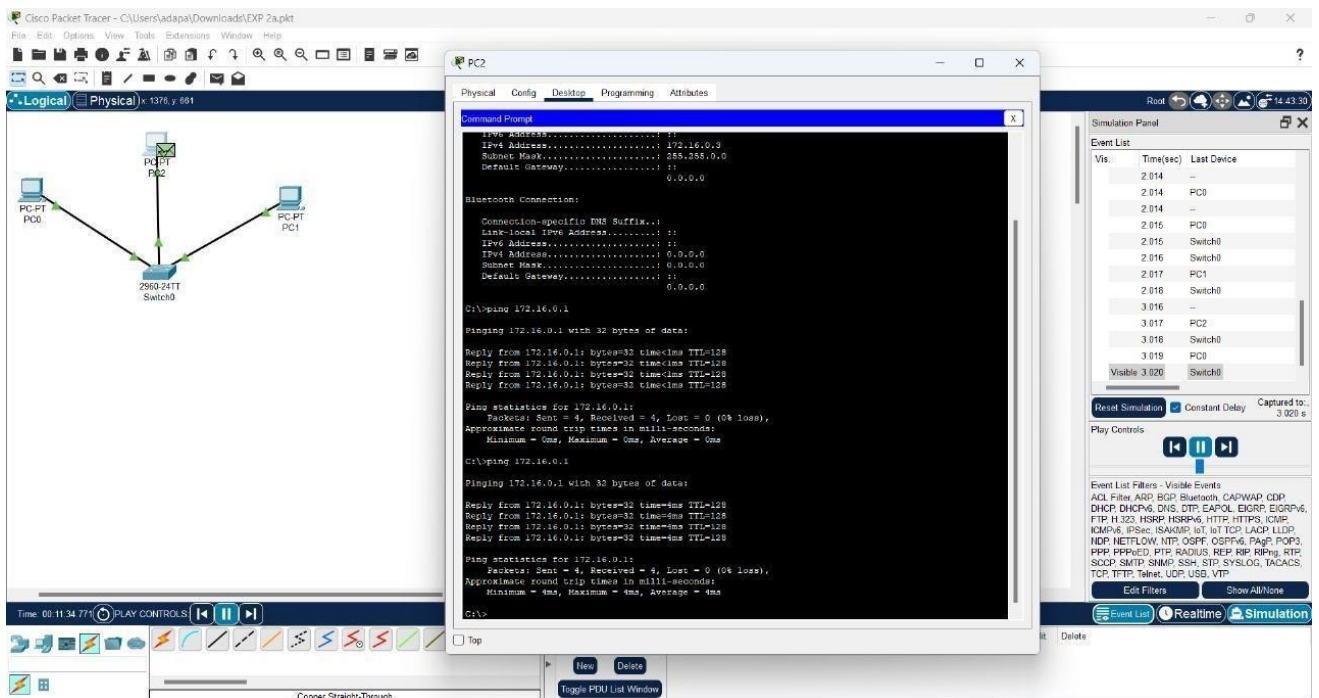 Cisco Packet Tracer - C:\Users\adapa\Downloads\EXP 2a.pkt
File Edit Options View Tools Extensions Window Help
?
Logical Physical x: 1376, y: 661
Root 14:43:30
PC-PT
PC2
PC-PT
PC0
PC-PT
PC1
2960-24TT
Switch0
PC2
Physical Config Desktop Programming Attributes
Command Prompt X
IPv6 Address....................: ::
IPv4 Address....................: 172.16.0.3
Subnet Mask.....................: 255.255.0.0
Default Gateway.................: ::
0.0.0.0
Bluetooth Connection:
Connection-specific DNS Suffix..:
Link-local IPv6 Address.........: ::
IPv6 Address....................: ::
IPv4 Address....................: 0.0.0.0
Subnet Mask.....................: 0.0.0.0
Default Gateway.................: ::
0.0.0.0
C:\>ping 172.16.0.1
Pinging 172.16.0.1 with 32 bytes of data:
Reply from 172.16.0.1: bytes=32 time<1ms TTL=128
Reply from 172.16.0.1: bytes=32 time<1ms TTL=128
Reply from 172.16.0.1: bytes=32 time<1ms TTL=128
Reply from 172.16.0.1: bytes=32 time<1ms TTL=128
Ping statistics for 172.16.0.1:
Packets: Sent = 4, Received = 4, Lost = 0 (0% loss),
Approximate round trip times in milli-seconds:
Minimum = 0ms, Maximum = 0ms, Average = 0ms
C:\>ping 172.16.0.1
Pinging 172.16.0.1 with 32 bytes of data:
Reply from 172.16.0.1: bytes=32 time=4ms TTL=128
Reply from 172.16.0.1: bytes=32 time=4ms TTL=128
Reply from 172.16.0.1: bytes=32 time=4ms TTL=128
Reply from 172.16.0.1: bytes=32 time=4ms TTL=128
Ping statistics for 172.16.0.1:
Packets: Sent = 4, Received = 4, Lost = 0 (0% loss),
Approximate round trip times in milli-seconds:
Minimum = 4ms, Maximum = 4ms, Average = 4ms
C:\>
Top
Simulation Panel
Event List
Vis. Time(sec) Last Device
2.014 --
2.014 PC0
2.014 --
2.015 PC0
2.015 Switch0
2.016 Switch0
2.017 PC1
2.018 Switch0
3.016 --
3.017 PC2
3.018 Switch0
3.019 PC0
Visible 3.020 Switch0
Reset Simulation Constant Delay Captured to:
3.020 s
Play Controls
Event List Filters - Visible Events
ACL Filter, ARP, BGP, Bluetooth, CAPWAP, CDP,
DHCP, DHCPv6, DNS, DTP, EAPOL, EIGRP, EIGRPv6,
FTP, H.323, HSRP, HSRPv6, HTTP, HTTPS, ICMP,
ICMPv6, IPSec, ISAKMP, IoT, IoT TCP, LACP, LLDP,
NDP, NETFLOW, NTP, OSPF, OSPFv6, PAgP, POP3,
PPP, PPPoED, PTP, RADIUS, REP, RIP, RIPng, RTP,
SCCP, SMTP, SNMP, SSH, STP, SYSLOG, TACACS,
TCP, TFTP, Telnet, UDP, USB, VTP
Edit Filters Show All/None
Event List Realtime Simulation
Time: 00:11:34.771 PLAY CONTROLS:
Delete
New Delete
Toggle PDU List Window
Copper Straight-Through